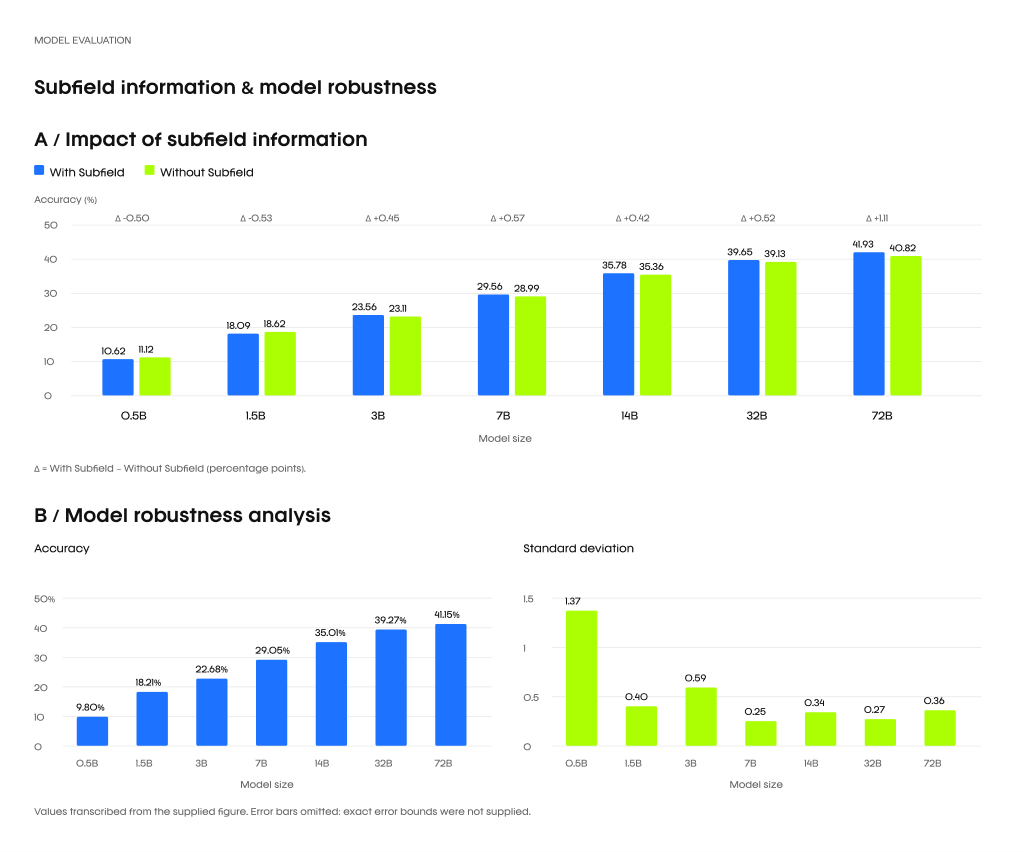 MODEL EVALUATION
Subfield information & model robustness
A / Impact of subfield information
With Subfield Without Subfield
Accuracy (%)
Δ -0.50 Δ -0.53 Δ +0.45 Δ +0.57 Δ +0.42 Δ +0.52 Δ +1.11
50
40
30
20
10
0
10.62 11.12 18.09 18.62 23.56 23.11 29.56 28.99 35.78 35.36 39.65 39.13 41.93 40.82
0.5B 1.5B 3B 7B 14B 32B 72B
Model size
Δ = With Subfield – Without Subfield (percentage points).
B / Model robustness analysis
Accuracy
50%
40
30
20
10
0
9.80% 18.21% 22.68% 29.05% 35.01% 39.27% 41.15%
0.5B 1.5B 3B 7B 14B 32B 72B
Model size
Standard deviation
1.5
1
0.5
0
1.37 0.40 0.59 0.25 0.34 0.27 0.36
0.5B 1.5B 3B 7B 14B 32B 72B
Model size
Values transcribed from the supplied figure. Error bars omitted: exact error bounds were not supplied.